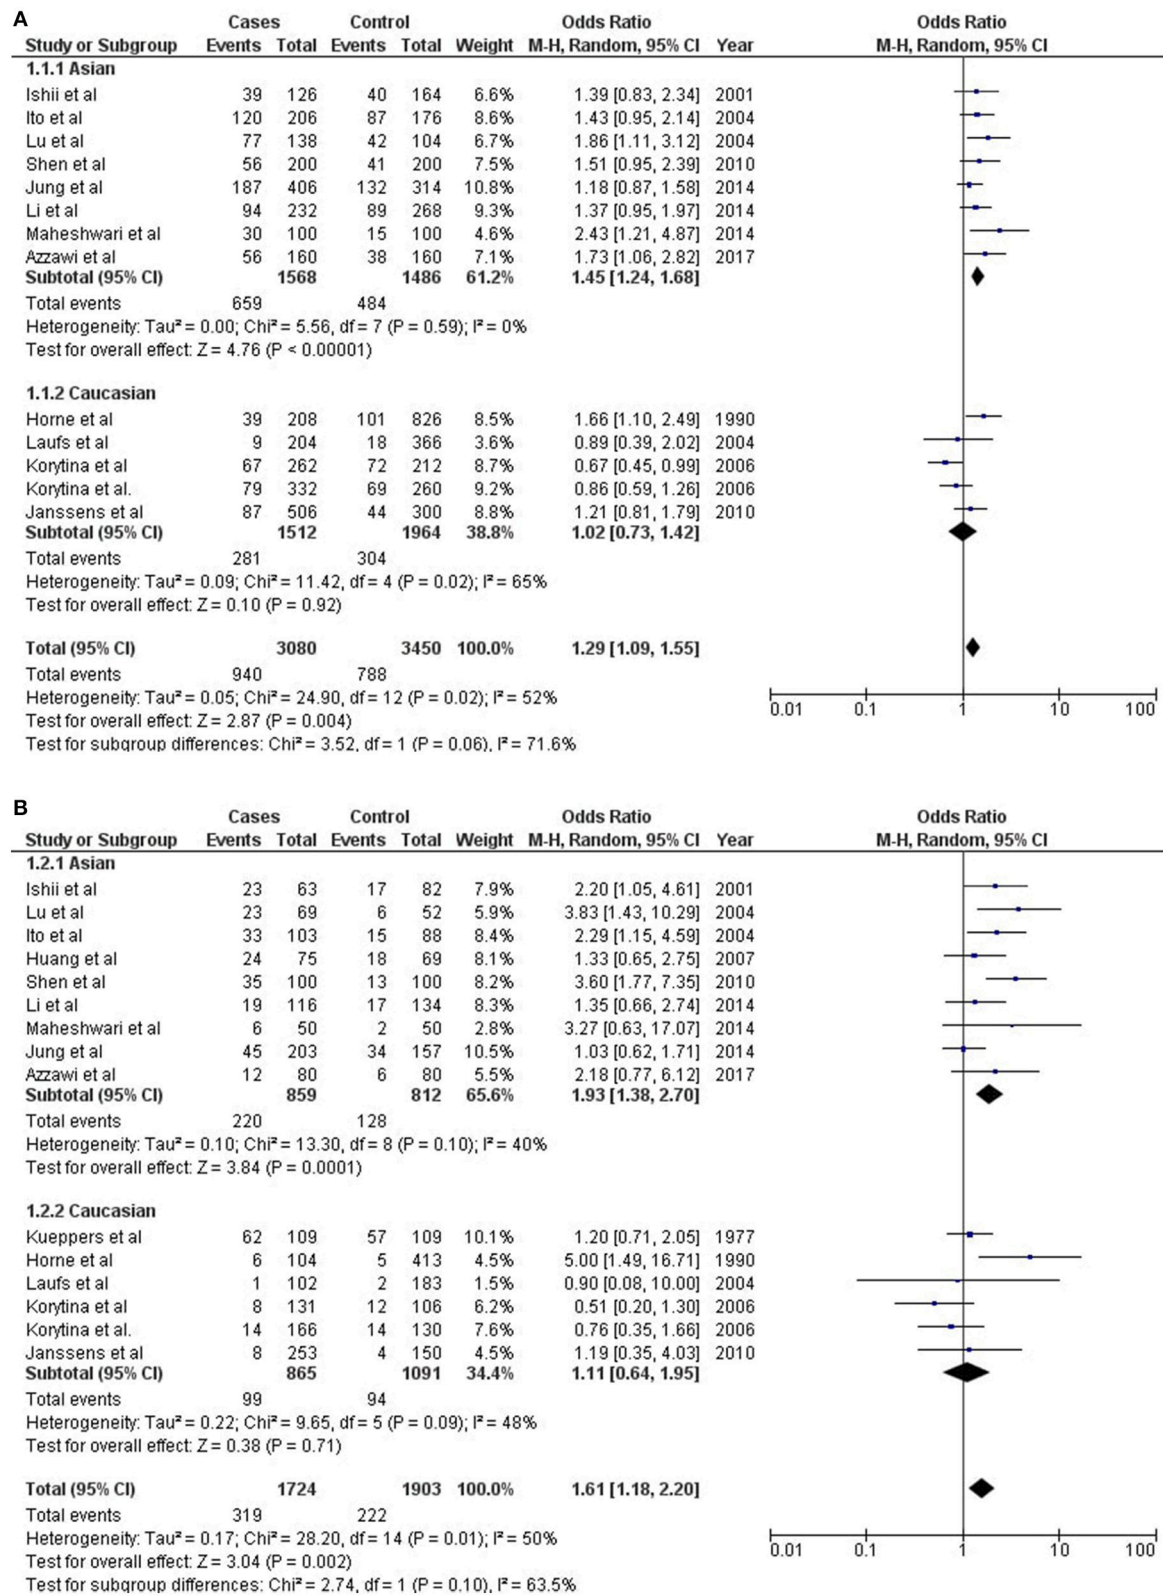 A
Cases Control Odds Ratio Odds Ratio
Study or Subgroup Events Total Events Total Weight M-H, Random, 95% CI Year M-H, Random, 95% CI
1.1.1 Asian
Ishii et al 39 126 40 164 6.6% 1.39 [0.83, 2.34] 2001
Ito et al 120 206 87 176 8.6% 1.43 [0.95, 2.14] 2004
Lu et al 77 138 42 104 6.7% 1.86 [1.11, 3.12] 2004
Shen et al 56 200 41 200 7.5% 1.51 [0.95, 2.39] 2010
Jung et al 187 406 132 314 10.8% 1.18 [0.87, 1.58] 2014
Li et al 94 232 89 268 9.3% 1.37 [0.95, 1.97] 2014
Maheshwari et al 30 100 15 100 4.6% 2.43 [1.21, 4.87] 2014
Azzawi et al 56 160 38 160 7.1% 1.73 [1.06, 2.82] 2017
Subtotal (95% CI) 1568 1486 61.2% 1.45 [1.24, 1.68]
Total events 659 484
Heterogeneity: Tau² = 0.00; Chi² = 5.56, df = 7 (P = 0.59); I² = 0%
Test for overall effect: Z = 4.76 (P < 0.00001)
1.1.2 Caucasian
Horne et al 39 208 101 826 8.5% 1.66 [1.10, 2.49] 1990
Laufs et al 9 204 18 366 3.6% 0.89 [0.39, 2.02] 2004
Korytina et al 67 262 72 212 8.7% 0.67 [0.45, 0.99] 2006
Korytina et al. 79 332 69 260 9.2% 0.86 [0.59, 1.26] 2006
Janssens et al 87 506 44 300 8.8% 1.21 [0.81, 1.79] 2010
Subtotal (95% CI) 1512 1964 38.8% 1.02 [0.73, 1.42]
Total events 281 304
Heterogeneity: Tau² = 0.09; Chi² = 11.42, df = 4 (P = 0.02); I² = 65%
Test for overall effect: Z = 0.10 (P = 0.92)
Total (95% CI) 3080 3450 100.0% 1.29 [1.09, 1.55]
Total events 940 788
Heterogeneity: Tau² = 0.05; Chi² = 24.90, df = 12 (P = 0.02); I² = 52%
Test for overall effect: Z = 2.87 (P = 0.004)
Test for subgroup differences: Chi² = 3.52, df = 1 (P = 0.06), I² = 71.6%
0.01 0.1 1 10 100
B
Cases Control Odds Ratio Odds Ratio
Study or Subgroup Events Total Events Total Weight M-H, Random, 95% CI Year M-H, Random, 95% CI
1.2.1 Asian
Ishii et al 23 63 17 82 7.9% 2.20 [1.05, 4.61] 2001
Lu et al 23 69 6 52 5.9% 3.83 [1.43, 10.29] 2004
Ito et al 33 103 15 88 8.4% 2.29 [1.15, 4.59] 2004
Huang et al 24 75 18 69 8.1% 1.33 [0.65, 2.75] 2007
Shen et al 35 100 13 100 8.2% 3.60 [1.77, 7.35] 2010
Li et al 19 116 17 134 8.3% 1.35 [0.66, 2.74] 2014
Maheshwari et al 6 50 2 50 2.8% 3.27 [0.63, 17.07] 2014
Jung et al 45 203 34 157 10.5% 1.03 [0.62, 1.71] 2014
Azzawi et al 12 80 6 80 5.5% 2.18 [0.77, 6.12] 2017
Subtotal (95% CI) 859 812 65.6% 1.93 [1.38, 2.70]
Total events 220 128
Heterogeneity: Tau² = 0.10; Chi² = 13.30, df = 8 (P = 0.10); I² = 40%
Test for overall effect: Z = 3.84 (P = 0.0001)
1.2.2 Caucasian
Kueppers et al 62 109 57 109 10.1% 1.20 [0.71, 2.05] 1977
Horne et al 6 104 5 413 4.5% 5.00 [1.49, 16.71] 1990
Laufs et al 1 102 2 183 1.5% 0.90 [0.08, 10.00] 2004
Korytina et al 8 131 12 106 6.2% 0.51 [0.20, 1.30] 2006
Korytina et al. 14 166 14 130 7.6% 0.76 [0.35, 1.66] 2006
Janssens et al 8 253 4 150 4.5% 1.19 [0.35, 4.03] 2010
Subtotal (95% CI) 865 1091 34.4% 1.11 [0.64, 1.95]
Total events 99 94
Heterogeneity: Tau² = 0.22; Chi² = 9.65, df = 5 (P = 0.09); I² = 48%
Test for overall effect: Z = 0.38 (P = 0.71)
Total (95% CI) 1724 1903 100.0% 1.61 [1.18, 2.20]
Total events 319 222
Heterogeneity: Tau² = 0.17; Chi² = 28.20, df = 14 (P = 0.01); I² = 50%
Test for overall effect: Z = 3.04 (P = 0.002)
Test for subgroup differences: Chi² = 2.74, df = 1 (P = 0.10), I² = 63.5%
0.01 0.1 1 10 100